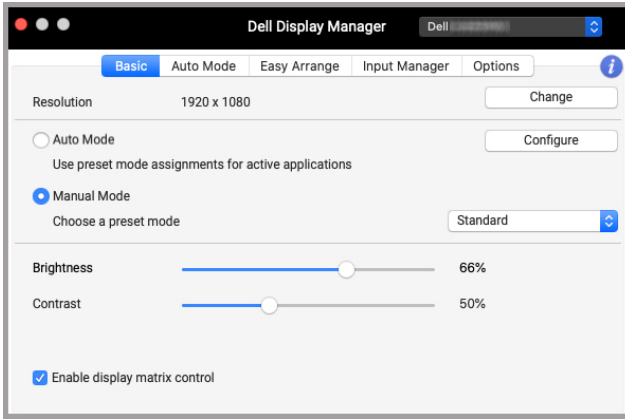 Dell Display Manager Dell
Basic Auto Mode Easy Arrange Input Manager Options i
Resolution 1920 x 1080 Change
Auto Mode Configure
Use preset mode assignments for active applications
Manual Mode
Choose a preset mode Standard
Brightness 66%
Contrast 50%
Enable display matrix control